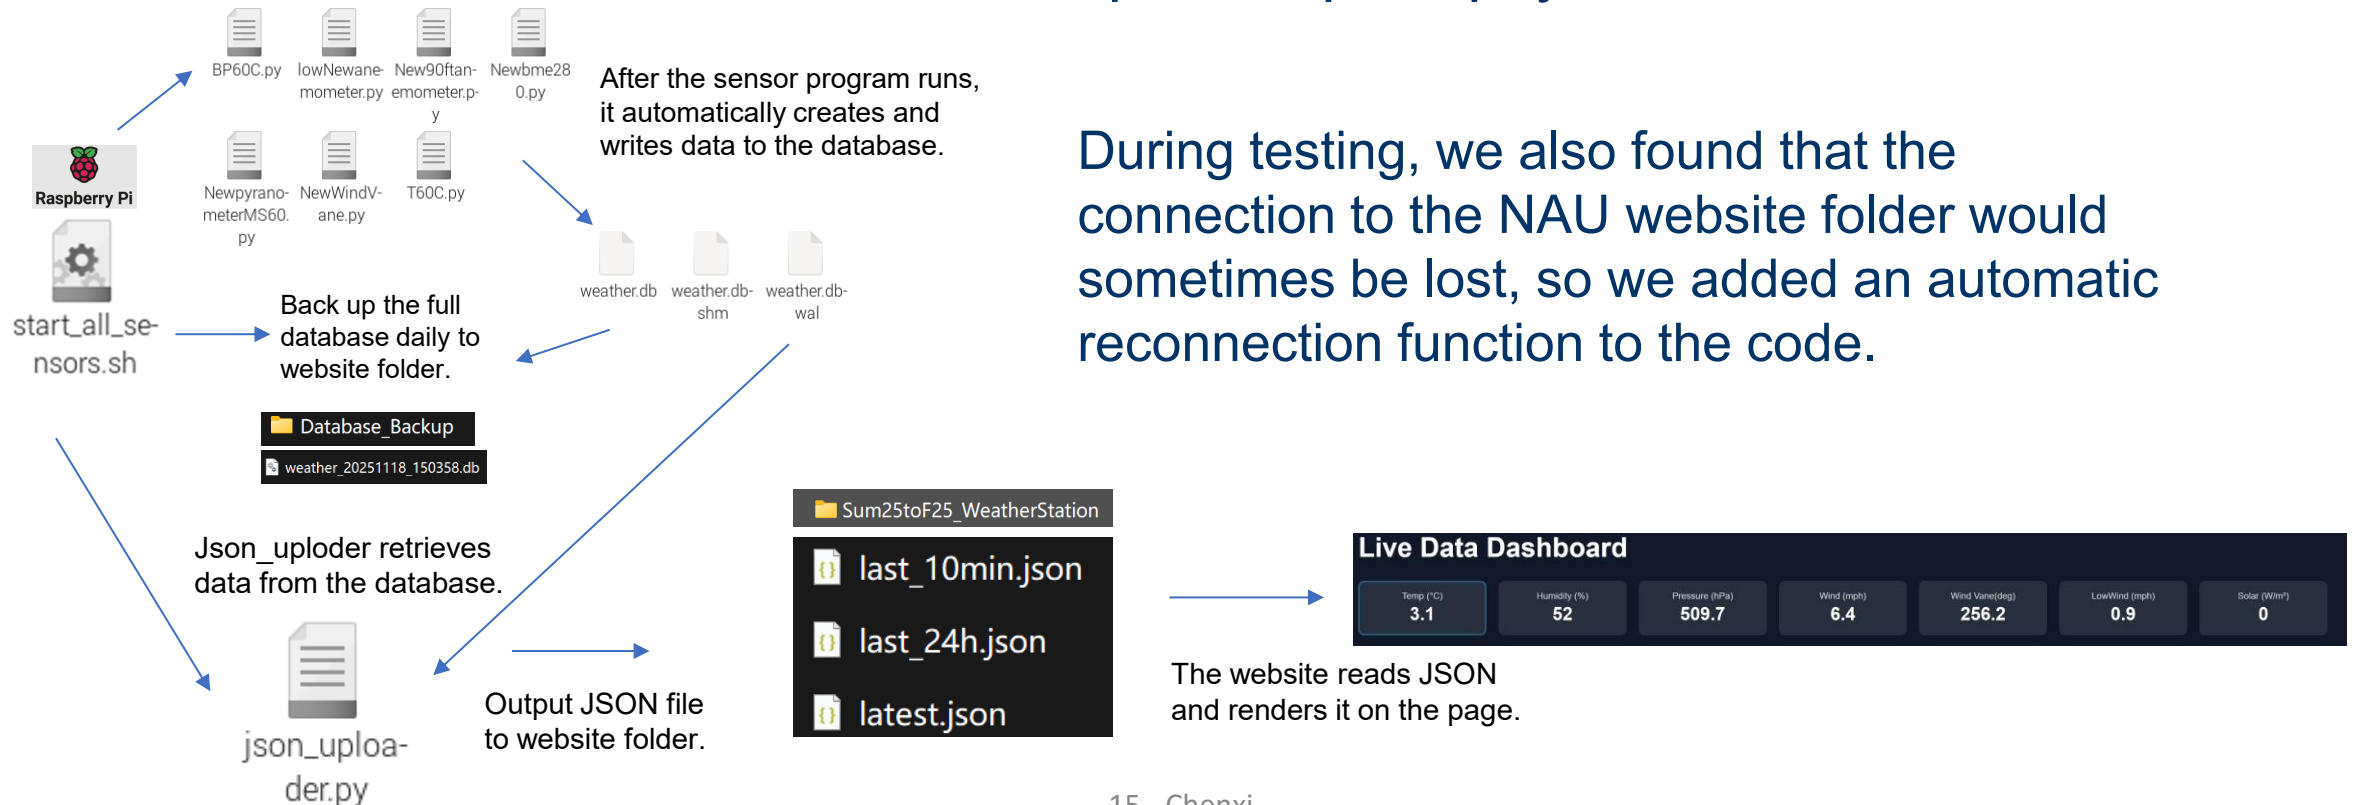 BP60C.py
lowNewane-
mometer.py
New90ftan-
emometer.p-
y
Newbme28
0.py
After the sensor program runs,
it automatically creates and
writes data to the database.
Raspberry Pi
Newpyrano-
meterMS60.
py
NewWindV-
ane.py
T60C.py
During testing, we also found that the
connection to the NAU website folder would
sometimes be lost, so we added an automatic
reconnection function to the code.
start_all_se-
nsors.sh
Back up the full
database daily to
website folder.
weather.db
weather.db-
shm
weather.db-
wal
Database_Backup
weather_20251118_150358.db
Json_uploder retrieves
data from the database.
json_uploa-
der.py
Output JSON file
to website folder.
Sum25toF25_WeatherStation
last_10min.json
last_24h.json
latest.json
The website reads JSON
and renders it on the page.
Live Data Dashboard
Temp (°C)
3.1
Humidity (%)
52
Pressure (hPa)
509.7
Wind (mph)
6.4
Wind Vane(deg)
256.2
LowWind (mph)
0.9
Solar (W/m²)
0
15 Chenxi